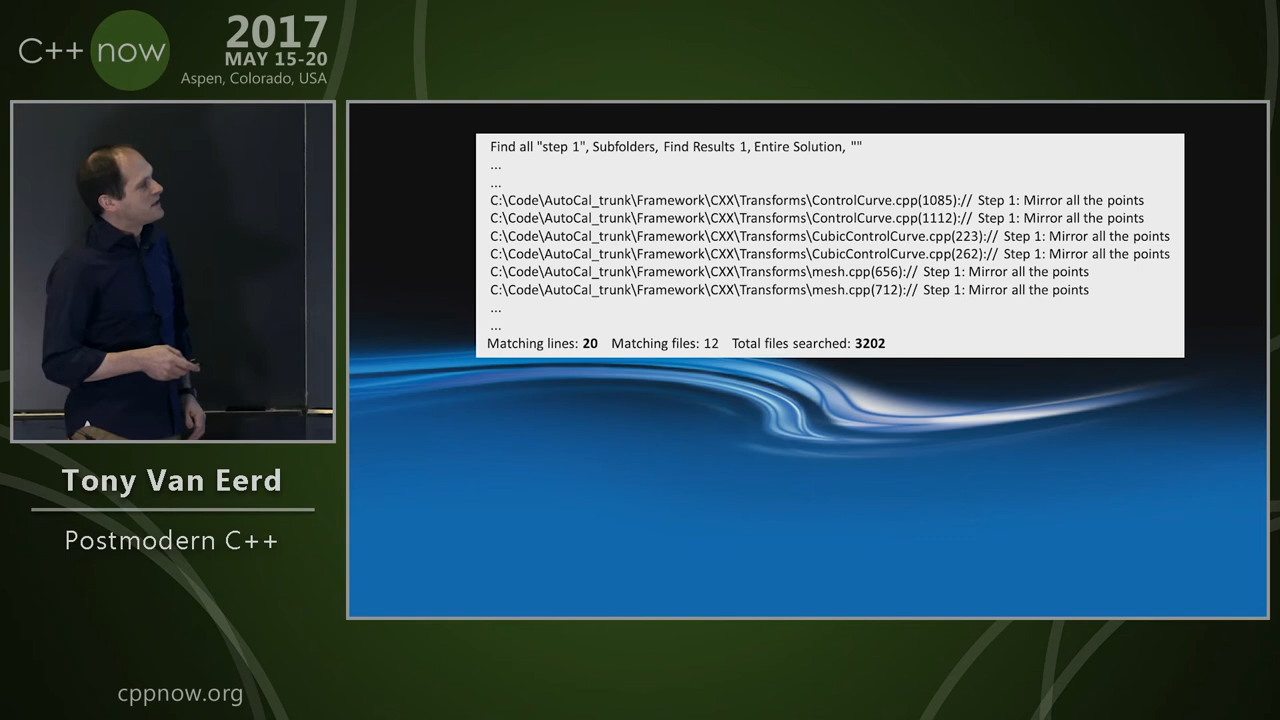 C++ now
2017
MAY 15-20
Aspen, Colorado, USA
Find all "step 1", Subfolders, Find Results 1, Entire Solution, ""
...
...
C:\Code\AutoCal_trunk\Framework\CXX\Transforms\ControlCurve.cpp(1085):// Step 1: Mirror all the points
C:\Code\AutoCal_trunk\Framework\CXX\Transforms\ControlCurve.cpp(1112):// Step 1: Mirror all the points
C:\Code\AutoCal_trunk\Framework\CXX\Transforms\CubicControlCurve.cpp(223):// Step 1: Mirror all the points
C:\Code\AutoCal_trunk\Framework\CXX\Transforms\CubicControlCurve.cpp(262):// Step 1: Mirror all the points
C:\Code\AutoCal_trunk\Framework\CXX\Transforms\mesh.cpp(656):// Step 1: Mirror all the points
C:\Code\AutoCal_trunk\Framework\CXX\Transforms\mesh.cpp(712):// Step 1: Mirror all the points
...
...
Matching lines: 20 Matching files: 12 Total files searched: 3202
Tony Van Eerd
Postmodern C++
cppnow.org